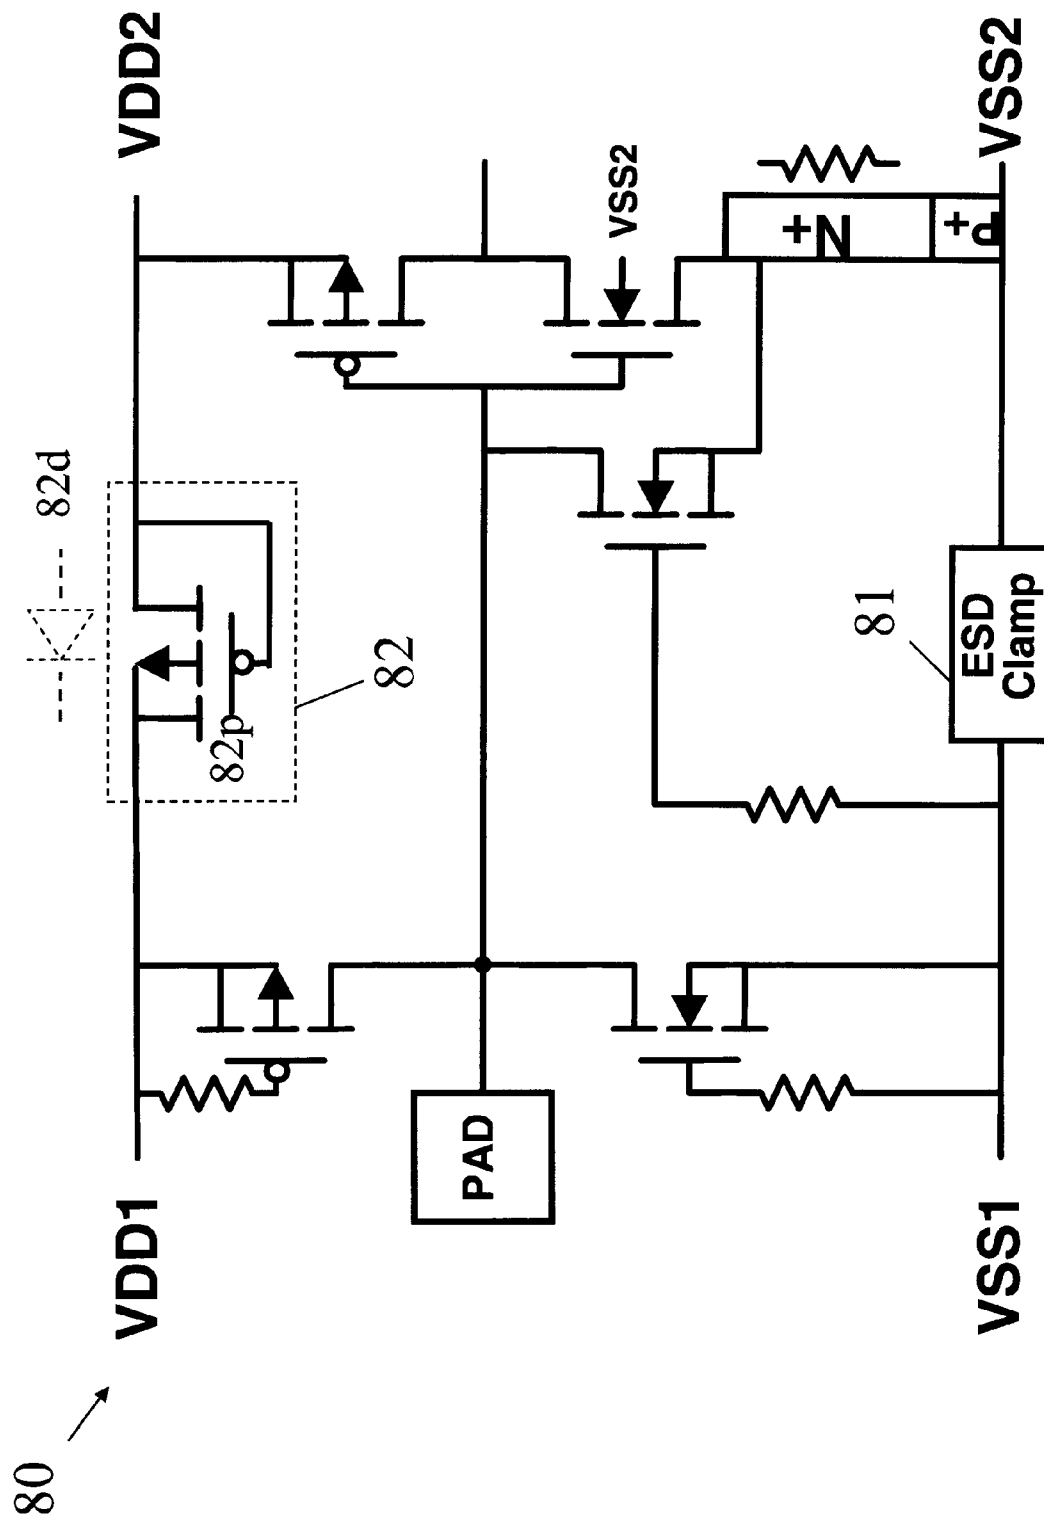 80
VDD1
VDD2
82d
82p
82
PAD
VSS2
N+
P+
81
ESD
Clamp
VSS1
VSS2